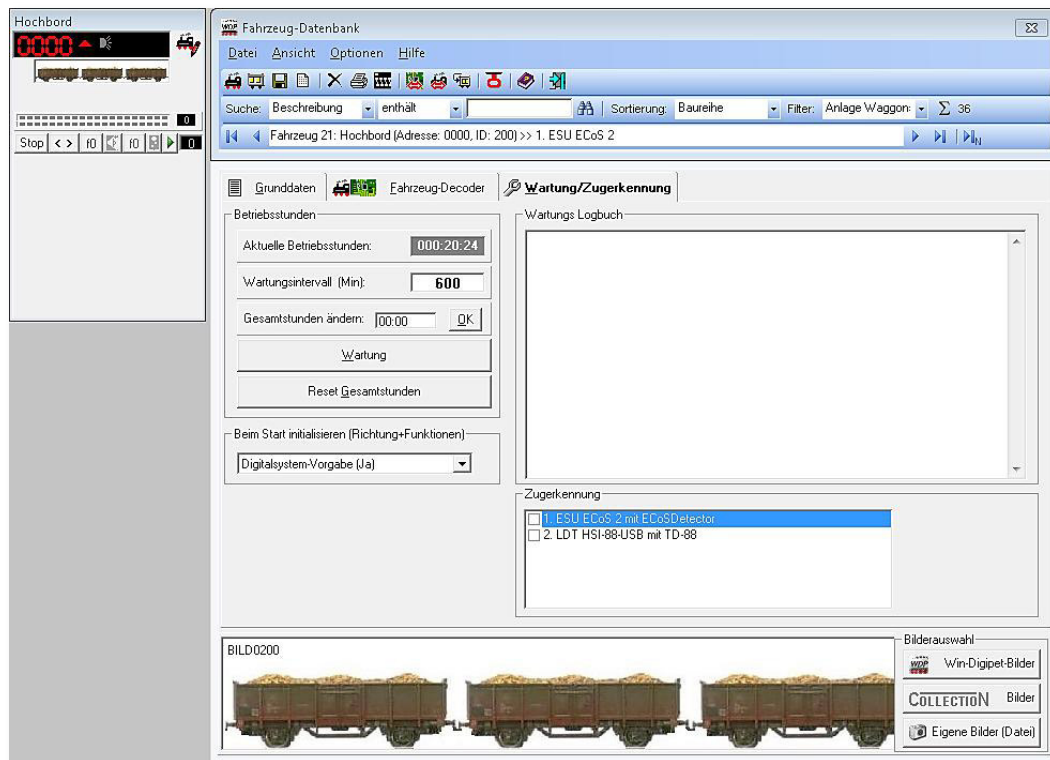 Hochbord
0000
0
Stop < > f0 f0 0
WDP Fahrzeug-Datenbank
Datei Ansicht Optionen Hilfe
Suche: Beschreibung enthält Sortierung: Baureihe Filter: Anlage Waggon: Σ 36
Fahrzeug 21: Hochbord (Adresse: 0000, ID: 200) >> 1. ESU ECoS 2
N
Grunddaten Fahrzeug-Decoder Wartung/Zugerkennung
Betriebsstunden
Aktuelle Betriebsstunden: 000:20:24
Wartungsintervall (Min): 600
Gesamtstunden ändern: 00:00 OK
Wartung
Reset Gesamtstunden
Beim Start initialisieren (Richtung+Funktionen)
Digitalsystem-Vorgabe (Ja)
Wartungs Logbuch
Zugerkennung
1. ESU ECoS 2 mit ECoSDetector
2. LDT HSI-88-USB mit TD-88
BILD0200
Bilderauswahl
WDP Win-Digipet-Bilder
COLLECTION Bilder
Eigene Bilder (Datei)